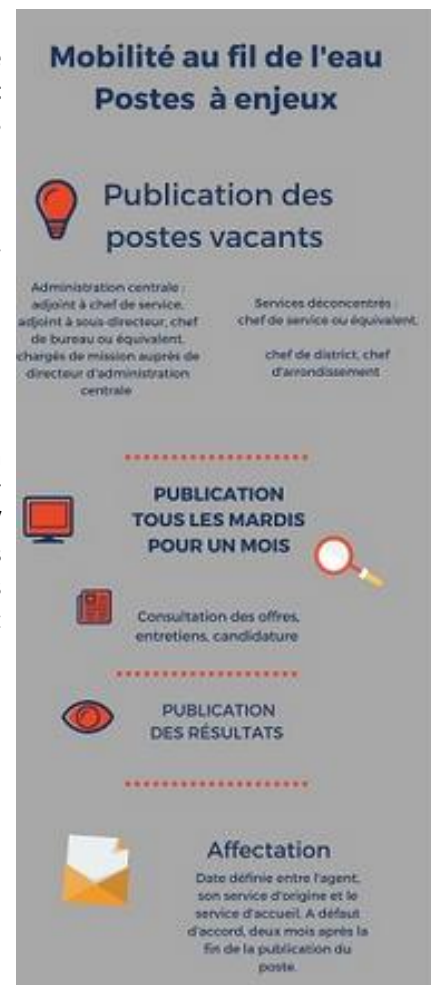 Mobilité au fil de l'eau
Postes à enjeux
Publication des
postes vacants
Administration centrale :
adjoint à chef de service,
adjoint à sous-directeur, chef
de bureau ou équivalent,
chargés de mission auprès de
directeur d'administration
centrale
Services déconcentrés :
chef de service ou équivalent,
chef de district, chef
d'arrondissement
PUBLICATION
TOUS LES MARDIS
POUR UN MOIS
Consultation des offres,
entretiens, candidature
PUBLICATION
DES RÉSULTATS
Affectation
Date définie entre l'agent,
son service d'origine et le
service d'accueil. A défaut
d'accord, deux mois après la
fin de la publication du
poste.